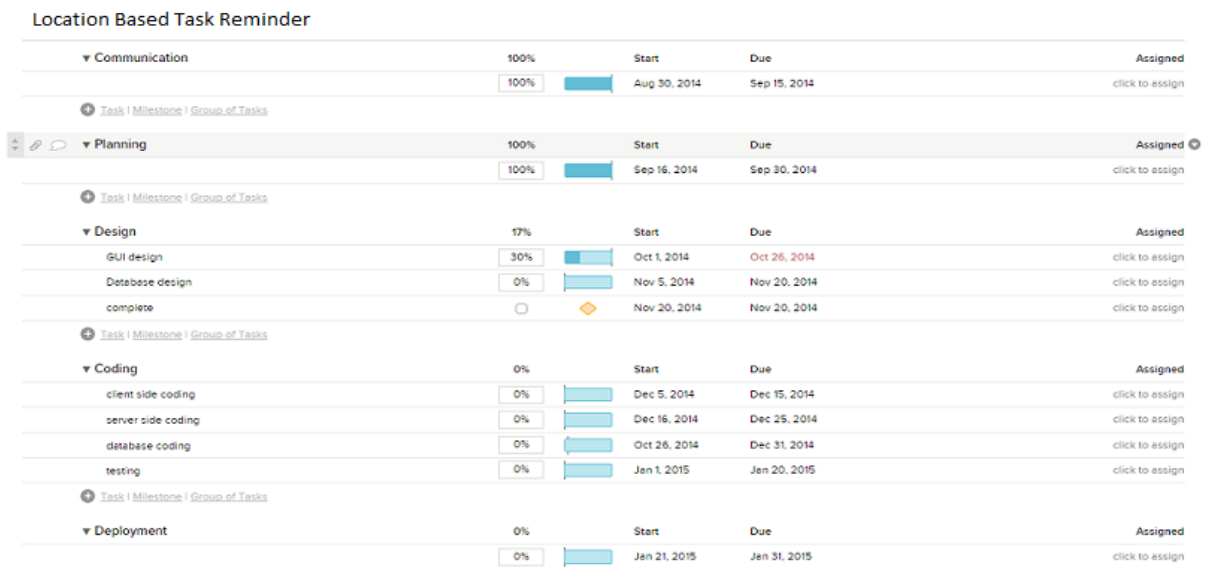 Location Based Task Reminder
Communication 100% Start Due Assigned
100% Aug 30, 2014 Sep 15, 2014 click to assign
Task | Milestone | Group of Tasks
Planning 100% Start Due Assigned
100% Sep 16, 2014 Sep 30, 2014 click to assign
Task | Milestone | Group of Tasks
Design 17% Start Due Assigned
GUI design 30% Oct 1, 2014 Oct 26, 2014 click to assign
Database design 0% Nov 5, 2014 Nov 20, 2014 click to assign
complete Nov 20, 2014 Nov 20, 2014 click to assign
Task | Milestone | Group of Tasks
Coding 0% Start Due Assigned
client side coding 0% Dec 5, 2014 Dec 15, 2014 click to assign
server side coding 0% Dec 16, 2014 Dec 25, 2014 click to assign
database coding 0% Oct 26, 2014 Dec 31, 2014 click to assign
testing 0% Jan 1, 2015 Jan 20, 2015 click to assign
Task | Milestone | Group of Tasks
Deployment 0% Start Due Assigned
0% Jan 21, 2015 Jan 31, 2015 click to assign